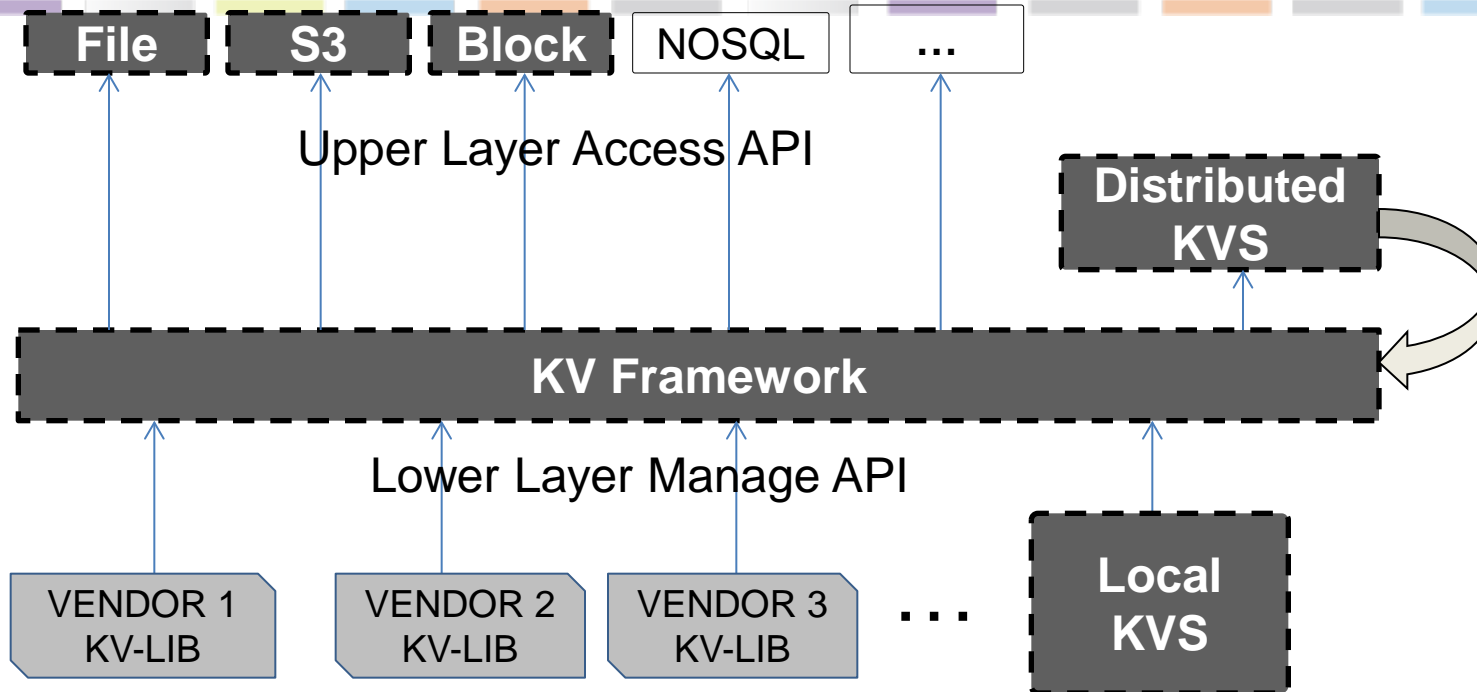 File
S3
Block
NOSQL
...
Upper Layer Access API
Distributed
KVS
KV Framework
Lower Layer Manage API
VENDOR 1
KV-LIB
VENDOR 2
KV-LIB
VENDOR 3
KV-LIB
...
Local
KVS